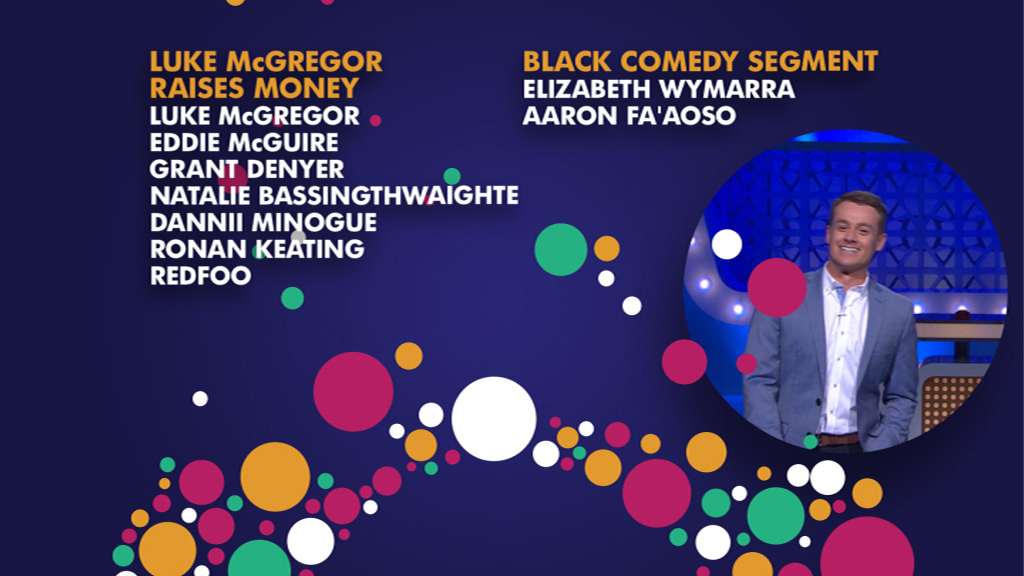 LUKE McGREGOR
RAISES MONEY
LUKE McGREGOR
EDDIE McGUIRE
GRANT DENYER
NATALIE BASSINGTHWAIGHTE
DANNII MINOGUE
RONAN KEATING
REDFOO
BLACK COMEDY SEGMENT
ELIZABETH WYMARRA
AARON FA'AOSO